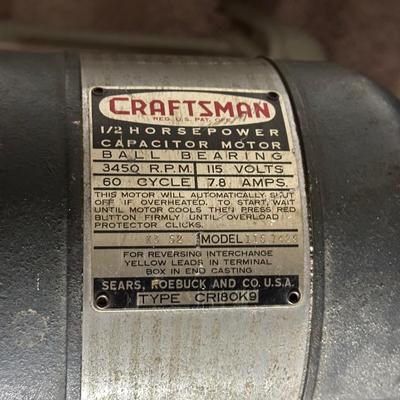 CRAFTSMAN
REG. U.S. PAT. OFF.
1/2 HORSEPOWER
CAPACITOR MOTOR
BALL BEARING
3450 R.P.M. 115 VOLTS
60 CYCLE 7.8 AMPS.
THIS MOTOR WILL AUTOMATICALLY SHUT
OFF IF OVERHEATED. TO START, WAIT
UNTIL MOTOR COOLS THEN PRESS RED
BUTTON FIRMLY UNTIL OVERLOAD
PROTECTOR CLICKS.
MODEL
FOR REVERSING INTERCHANGE
YELLOW LEADS IN TERMINAL
BOX IN END CASTING
SEARS, ROEBUCK AND CO. U.S.A.
TYPE CR180K9